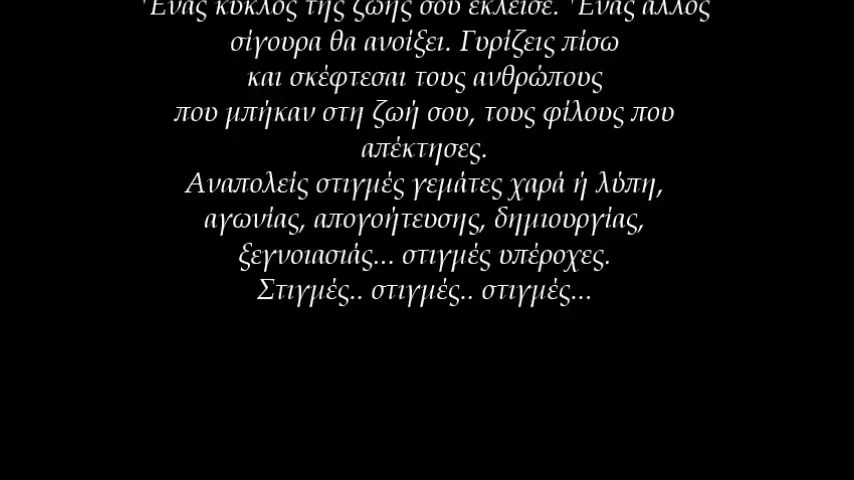 Ένας κύκλος της ζωής σου έκλεισε. Ένας άλλος
σίγουρα θα ανοίξει. Γυρίζεις πίσω
και σκέφτεσαι τους ανθρώπους
που μπήκαν στη ζωή σου, τους φίλους που
απέκτησες.
Αναπολείς στιγμές γεμάτες χαρά ή λύπη,
αγωνίας, απογοήτευσης, δημιουργίας,
ξεγνοιασιάς... στιγμές υπέροχες.
Στιγμές.. στιγμές.. στιγμές...